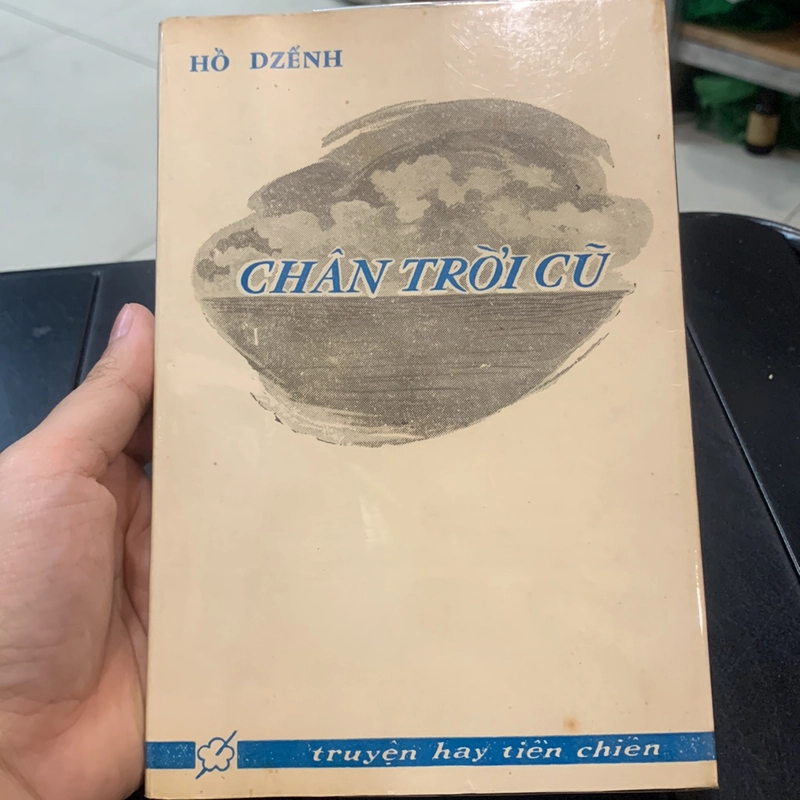 HỒ DZẾNH
CHÂN TRỜI CŨ
truyện hay tiền chiến